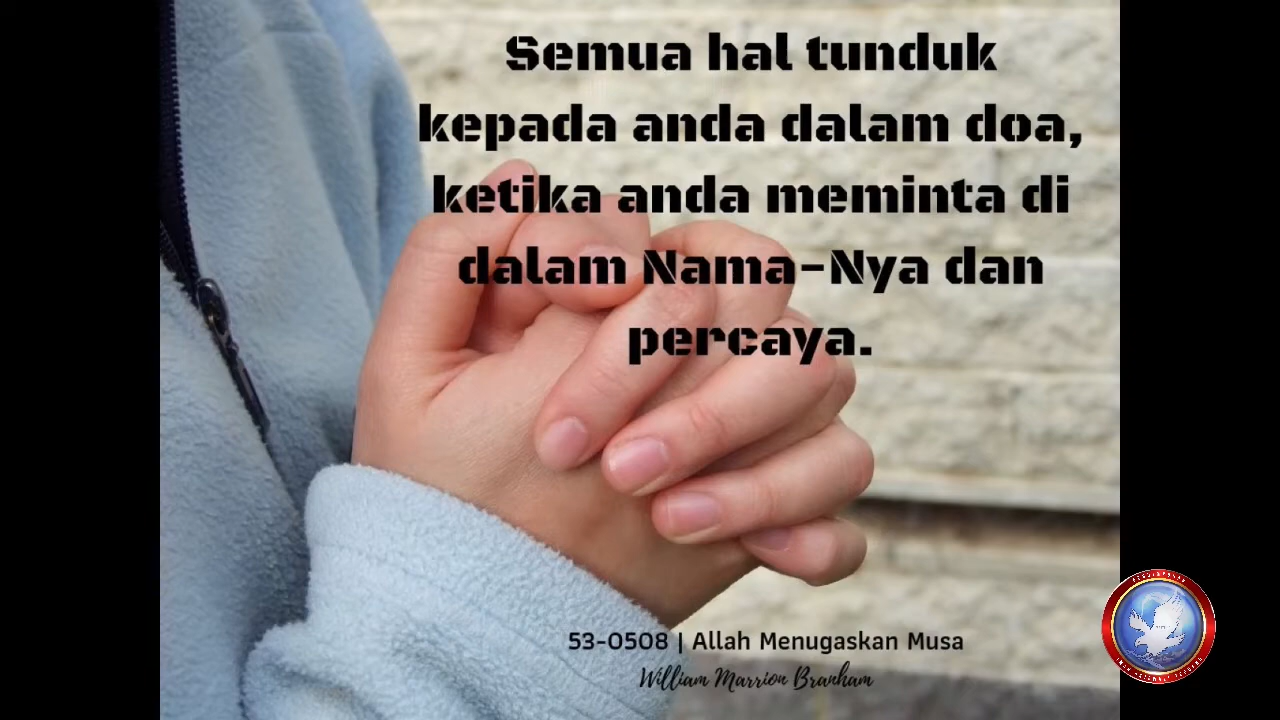 Semua hal tunduk
kepada anda dalam doa,
ketika anda meminta di
dalam Nama-Nya dan
percaya.
53-0508 | Allah Menugaskan Musa
William Marrion Branham